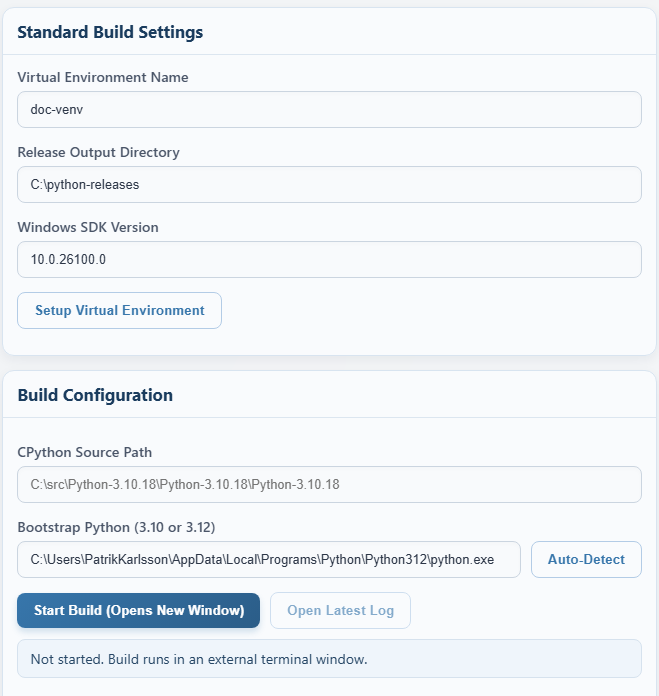 Standard Build Settings
Virtual Environment Name
doc-venv
Release Output Directory
C:\python-releases
Windows SDK Version
10.0.26100.0
Setup Virtual Environment
Build Configuration
CPython Source Path
C:\src\Python-3.10.18\Python-3.10.18\Python-3.10.18
Bootstrap Python (3.10 or 3.12)
C:\Users\PatrikKarlsson\AppData\Local\Programs\Python\Python312\python.exe
Auto-Detect
Start Build (Opens New Window)
Open Latest Log
Not started. Build runs in an external terminal window.